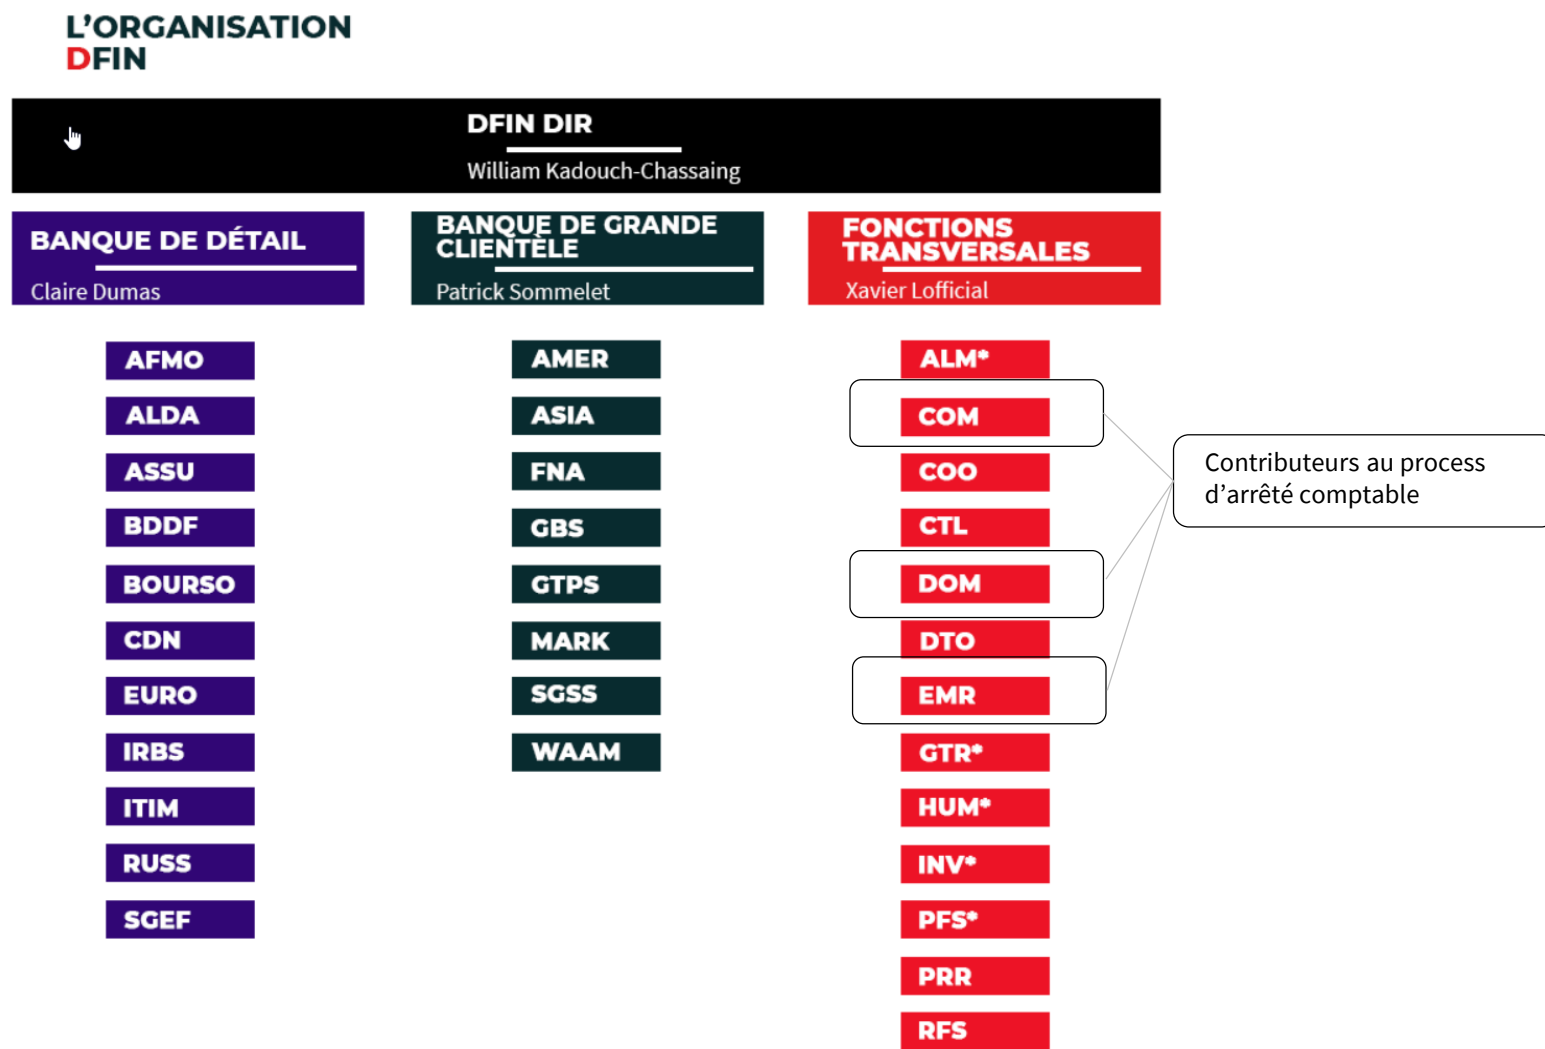 L’ORGANISATION
DFIN
DFIN DIR
William Kadouch-Chassaing
BANQUE DE DÉTAIL
Claire Dumas
AFMO
ALDA
ASSU
BDDF
BOURSO
CDN
EURO
IRBS
ITIM
RUSS
SGEF
BANQUE DE GRANDE
CLIENTÈLE
Patrick Sommelet
AMER
ASIA
FNA
GBS
GTPS
MARK
SGSS
WAAM
FONCTIONS
TRANSVERSALES
Xavier Lofficial
ALM*
COM
COO
CTL
DOM
DTO
EMR
GTR*
HUM*
INV*
PFS*
PRR
RFS
Contributeurs au process
d’arrêté comptable